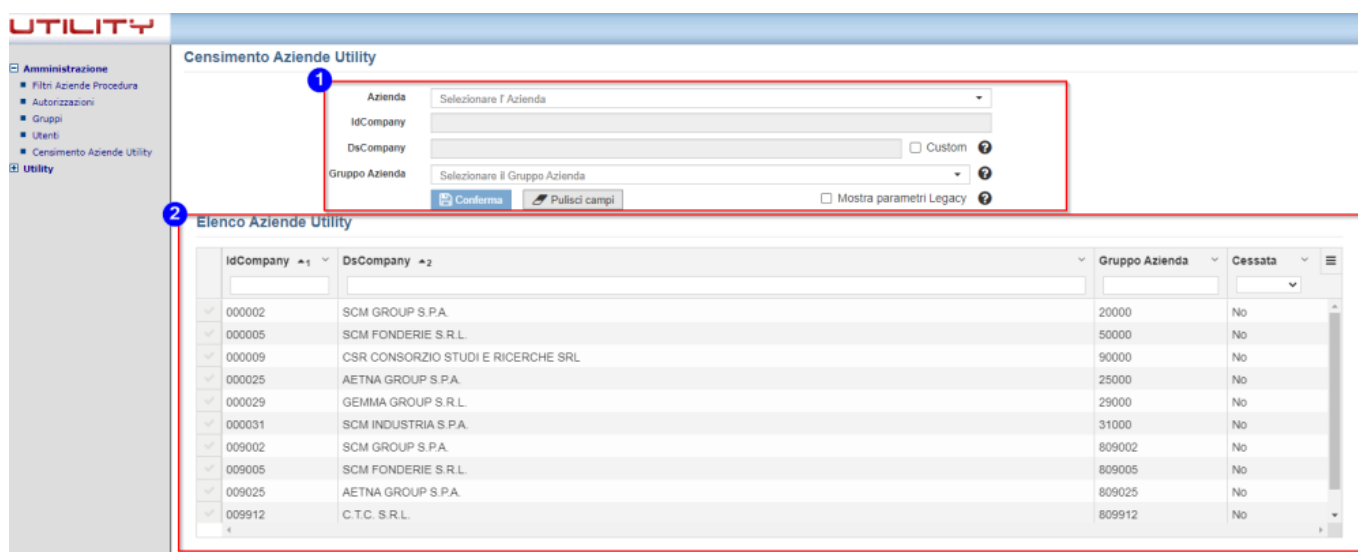 UTILITY
Amministrazione
Filtri Aziende Procedura
Autorizzazioni
Gruppi
Utenti
Censimento Aziende Utility
Utility
Censimento Aziende Utility
1
Azienda Selezionare l' Azienda
IdCompany
DsCompany Custom ?
Gruppo Azienda Selezionare il Gruppo Azienda ?
Conferma Pulisci campi Mostra parametri Legacy ?
2
Elenco Aziende Utility
IdCompany 1 DsCompany 2 Gruppo Azienda Cessata
000002 SCM GROUP S.P.A. 20000 No
000005 SCM FONDERIE S.R.L. 50000 No
000009 CSR CONSORZIO STUDI E RICERCHE SRL 90000 No
000025 AETNA GROUP S.P.A. 25000 No
000029 GEMMA GROUP S.R.L. 29000 No
000031 SCM INDUSTRIA S.P.A. 31000 No
009002 SCM GROUP S.P.A. 809002 No
009005 SCM FONDERIE S.R.L. 809005 No
009025 AETNA GROUP S.P.A. 809025 No
009912 C.T.C. S.R.L. 809912 No